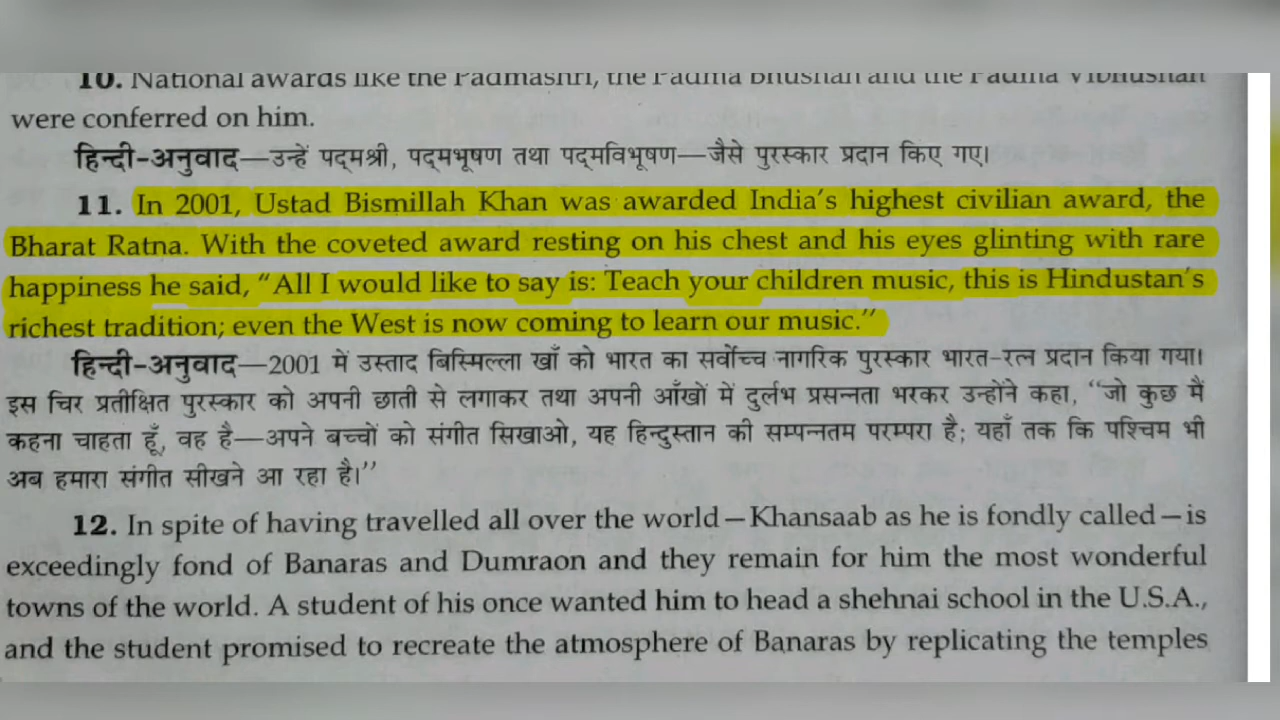 10. National awards like the Padmashri, the Padma Bhushan and the Padma Vibhushan
were conferred on him.
हिन्दी-अनुवाद—उन्हें पद्मश्री, पद्मभूषण तथा पद्मविभूषण—जैसे पुरस्कार प्रदान किए गए।
11. In 2001, Ustad Bismillah Khan was awarded India's highest civilian award, the
Bharat Ratna. With the coveted award resting on his chest and his eyes glinting with rare
happiness he said, "All I would like to say is: Teach your children music, this is Hindustan's
richest tradition; even the West is now coming to learn our music."
हिन्दी-अनुवाद—2001 में उस्ताद बिस्मिल्ला खाँ को भारत का सर्वोच्च नागरिक पुरस्कार भारत-रत्न प्रदान किया गया।
इस चिर प्रतीक्षित पुरस्कार को अपनी छाती से लगाकर तथा अपनी आँखों में दुर्लभ प्रसन्नता भरकर उन्होंने कहा, "जो कुछ मैं
कहना चाहता हूँ, वह है—अपने बच्चों को संगीत सिखाओ, यह हिन्दुस्तान की सम्पन्नतम परम्परा है; यहाँ तक कि पश्चिम भी
अब हमारा संगीत सीखने आ रहा है।"
12. In spite of having travelled all over the world—Khansaab as he is fondly called—is
exceedingly fond of Banaras and Dumraon and they remain for him the most wonderful
towns of the world. A student of his once wanted him to head a shehnai school in the U.S.A.,
and the student promised to recreate the atmosphere of Banaras by replicating the temples